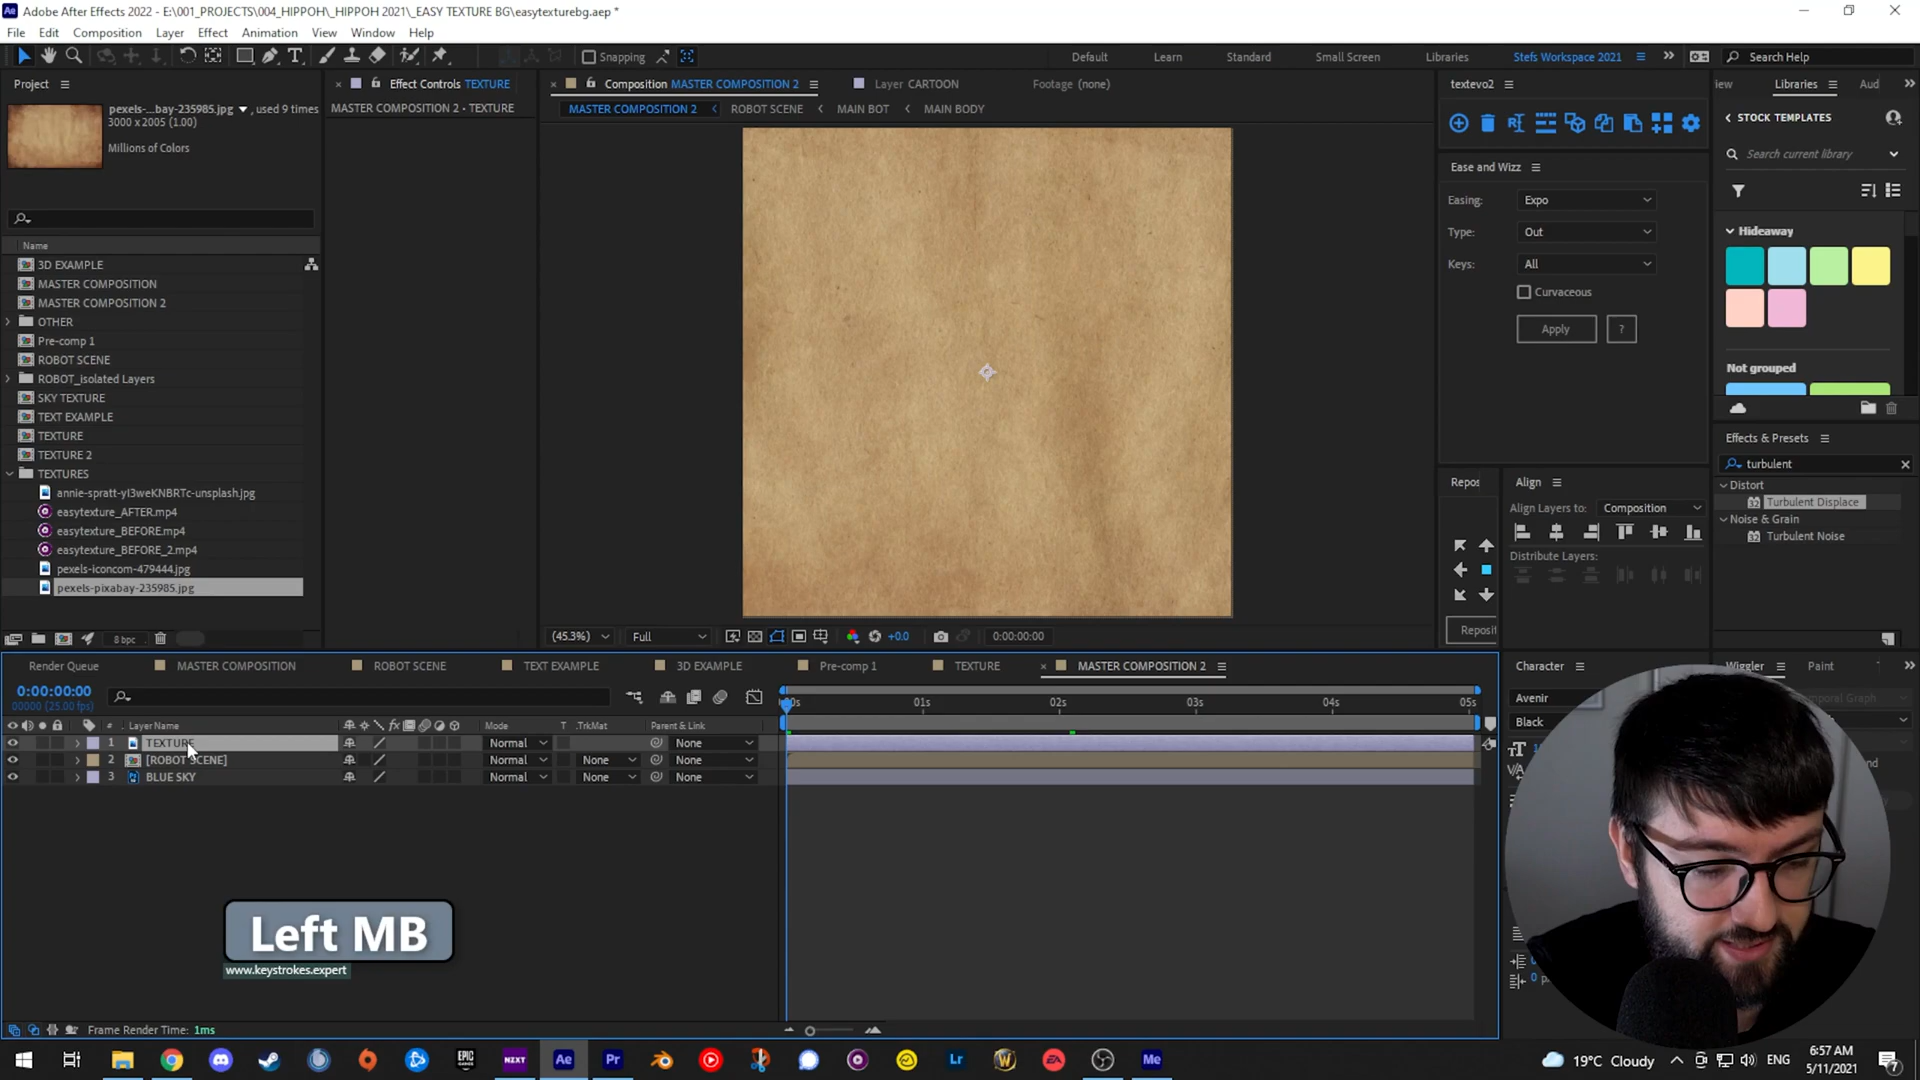 Adobe After Effects 2022 - E:\001_PROJECTS\004_HIPPOH\_HIPPOH 2021\_EASY TEXTURE BG\easytexturebg.aep *
File Edit Composition Layer Effect Animation View Window Help
Snapping Default Learn Standard Small Screen Libraries Stefs Workspace 2021 Search Help
Project
pexels-...bay-235985.jpg , used 9 times
3000 x 2005 (1.00)
Millions of Colors
Name
3D EXAMPLE
MASTER COMPOSITION
MASTER COMPOSITION 2
OTHER
Pre-comp 1
ROBOT SCENE
ROBOT_isolated Layers
SKY TEXTURE
TEXT EXAMPLE
TEXTURE
TEXTURE 2
TEXTURES
annie-spratt-yI3weKNBRTc-unsplash.jpg
easytexture_AFTER.mp4
easytexture_BEFORE.mp4
easytexture_BEFORE_2.mp4
pexels-iconcom-479444.jpg
pexels-pixabay-235985.jpg
8 bpc
Effect Controls TEXTURE
MASTER COMPOSITION 2 • TEXTURE
Composition MASTER COMPOSITION 2 Layer CARTOON Footage (none)
MASTER COMPOSITION 2 ROBOT SCENE MAIN BOT MAIN BODY
(45.3%) Full +0.0 0:00:00:00
textevo2
Ease and Wizz
Easing: Expo
Type: Out
Keys: All
Curvaceous
Apply ?
Repos
Reposit
Align
Align Layers to: Composition
Distribute Layers:
iew Libraries Aud
STOCK TEMPLATES
Search current library
Hideaway
Not grouped
Effects & Presets
turbulent
Distort
Turbulent Displace
Noise & Grain
Turbulent Noise
Render Queue MASTER COMPOSITION ROBOT SCENE TEXT EXAMPLE 3D EXAMPLE Pre-comp 1 TEXTURE MASTER COMPOSITION 2
0:00:00:00
00000 (25.00 fps)
0s 01s 02s 03s 04s 05s
# Layer Name Mode T .TrkMat Parent & Link
1 TEXTURE Normal None
2 [ROBOT SCENE] Normal None None
3 BLUE SKY Normal None None
Frame Render Time: 1ms
Character Wiggler Paint
Avenir
Black
Left MB
www.keystrokes.expert
19°C Cloudy ENG
6:57 AM
5/11/2021